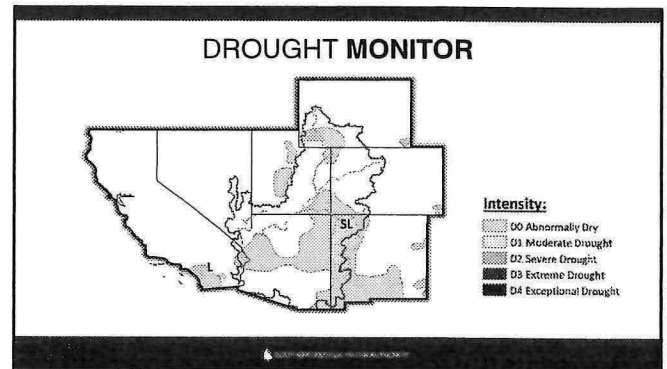 DROUGHT MONITOR
SL
L
Intensity:
D0 Abnormally Dry
D1 Moderate Drought
D2 Severe Drought
D3 Extreme Drought
D4 Exceptional Drought